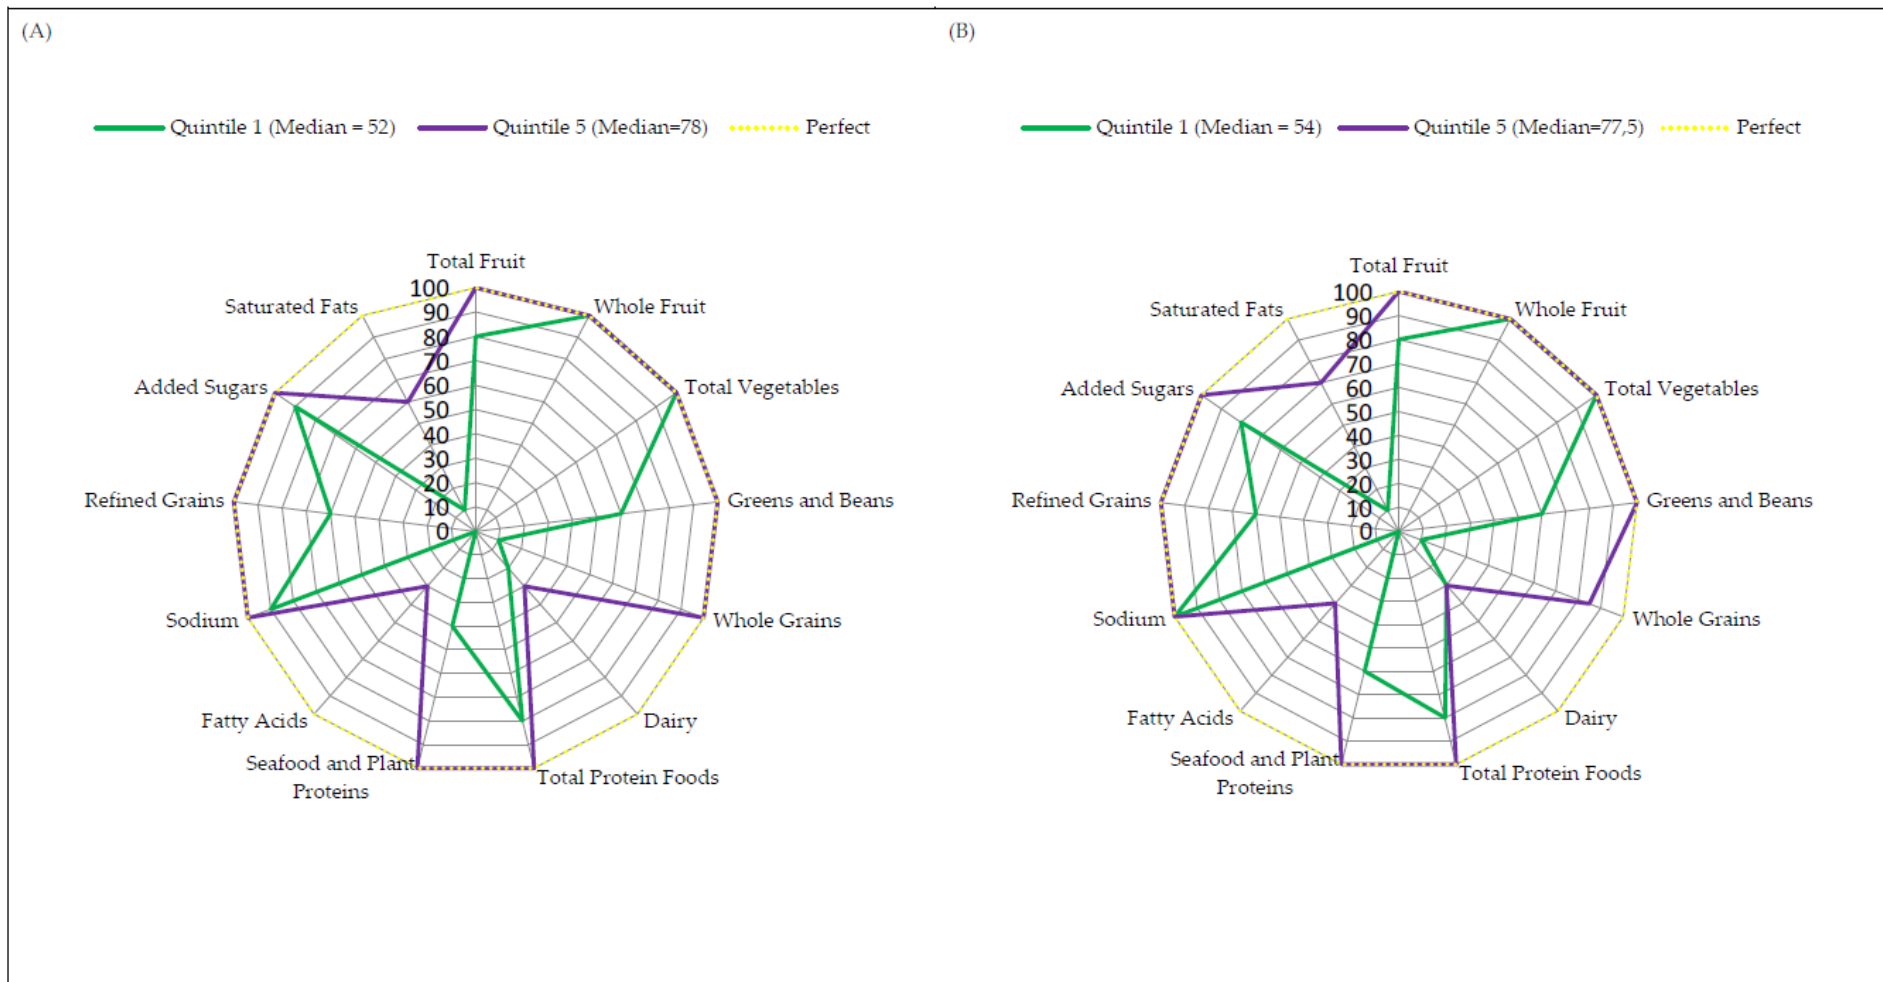 (A)
Quintile 1 (Median = 52) Quintile 5 (Median=78) Perfect
Total Fruit
Whole Fruit
Total Vegetables
Greens and Beans
Whole Grains
Dairy
Total Protein Foods
Seafood and Plant
Proteins
Fatty Acids
Sodium
Refined Grains
Added Sugars
Saturated Fats
100
90
80
70
60
50
40
30
20
10
0
(B)
Quintile 1 (Median = 54) Quintile 5 (Median=77,5) Perfect
Total Fruit
Whole Fruit
Total Vegetables
Greens and Beans
Whole Grains
Dairy
Total Protein Foods
Seafood and Plant
Proteins
Fatty Acids
Sodium
Refined Grains
Added Sugars
Saturated Fats
100
90
80
70
60
50
40
30
20
10
0